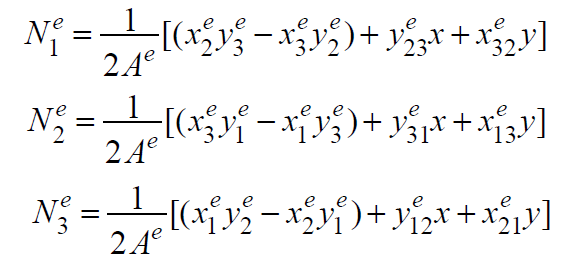 $N_1^e = \frac{1}{2A^e}[(x_2^e y_3^e - x_3^e y_2^e) + y_{23}^e x + x_{32}^e y]$
$N_2^e = \frac{1}{2A^e}[(x_3^e y_1^e - x_1^e y_3^e) + y_{31}^e x + x_{13}^e y]$
$N_3^e = \frac{1}{2A^e}[(x_1^e y_2^e - x_2^e y_1^e) + y_{12}^e x + x_{21}^e y]$